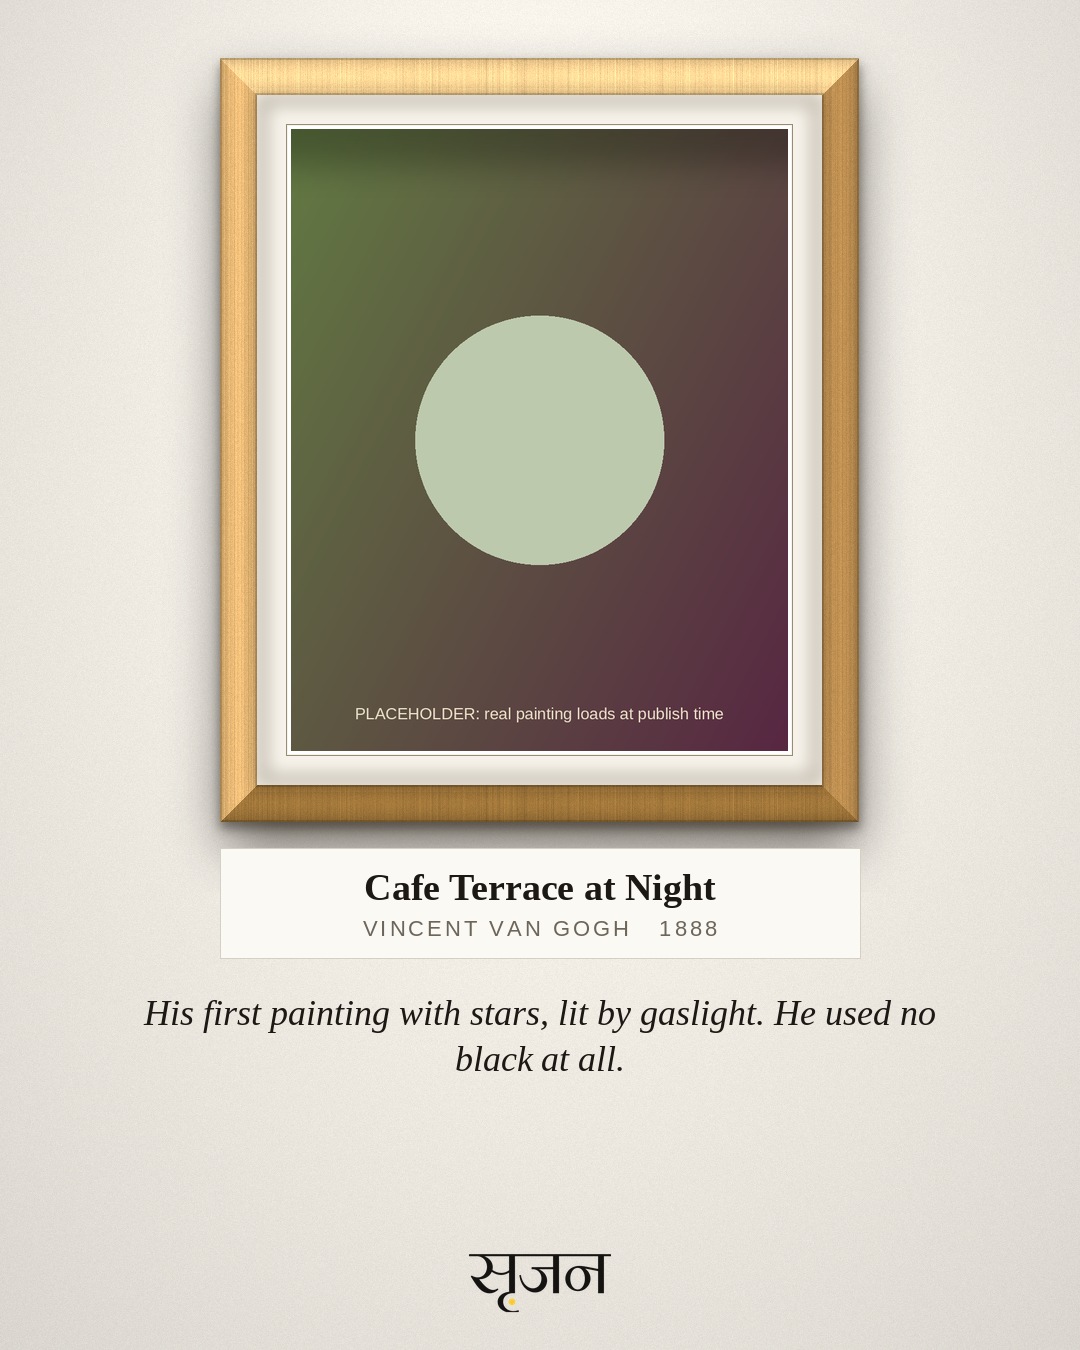 PLACEHOLDER: real painting loads at publish time
Cafe Terrace at Night
VINCENT VAN GOGH 1888
His first painting with stars, lit by gaslight. He used no
black at all.
सृजन